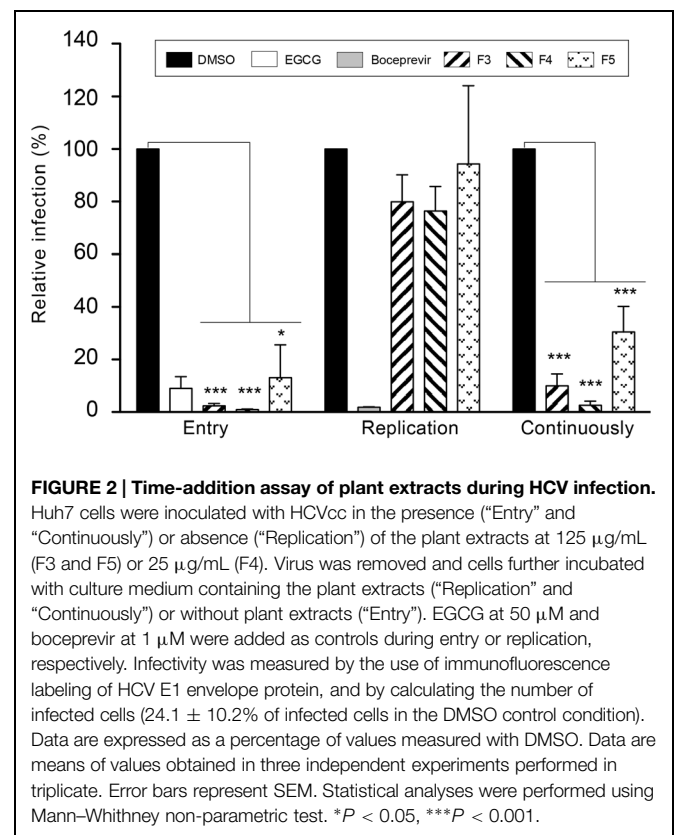 140
DMSO EGCG Boceprevir F3 F4 F5
120
100
80
60
40
20
0
Relative infection (%)
*** *** *
*** *** ***
Entry Replication Continuously
FIGURE 2 | Time-addition assay of plant extracts during HCV infection.
Huh7 cells were inoculated with HCVcc in the presence (“Entry” and
“Continuously”) or absence (“Replication”) of the plant extracts at 125 μg/mL
(F3 and F5) or 25 μg/mL (F4). Virus was removed and cells further incubated
with culture medium containing the plant extracts (“Replication” and
“Continuously”) or without plant extracts (“Entry”). EGCG at 50 μM and
boceprevir at 1 μM were added as controls during entry or replication,
respectively. Infectivity was measured by the use of immunofluorescence
labeling of HCV E1 envelope protein, and by calculating the number of
infected cells (24.1 ± 10.2% of infected cells in the DMSO control condition).
Data are expressed as a percentage of values measured with DMSO. Data are
means of values obtained in three independent experiments performed in
triplicate. Error bars represent SEM. Statistical analyses were performed using
Mann–Whithney non-parametric test. *P < 0.05, ***P < 0.001.